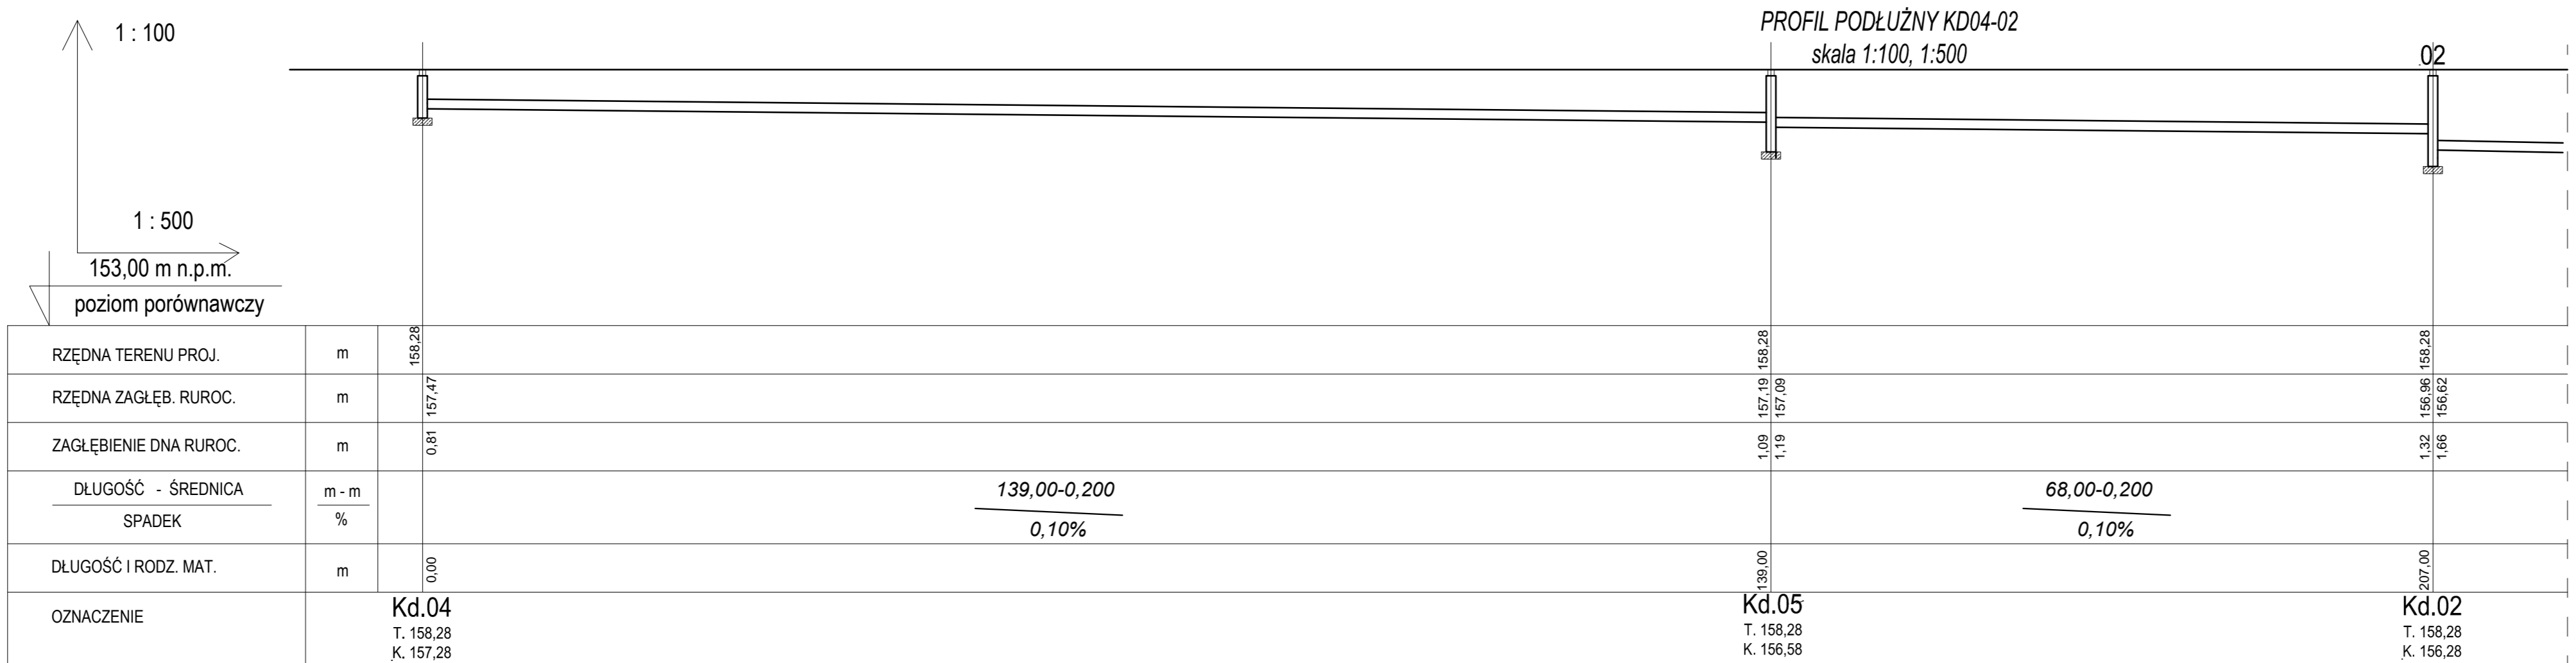 PROFIL PODŁUŻNY KD04-02
skala 1:100, 1:500
1 : 100
02
1 : 500
153,00 m n.p.m.
poziom porównawczy
RZĘDNA TERENU PROJ. m 158,28 158,28 158,28
RZĘDNA ZAGŁĘB. RUROC. m 157,47 157,19 157,09 156,96 156,62
ZAGŁĘBIENIE DNA RUROC. m 0,81 1,09 1,19 1,32 1,66
DŁUGOŚĆ - ŚREDNICA m - m 139,00-0,200 68,00-0,200
SPADEK % 0,10% 0,10%
DŁUGOŚĆ I RODZ. MAT. m 0,00 139,00 207,00
OZNACZENIE Kd.04 Kd.05 Kd.02
T. 158,28 T. 158,28 T. 158,28
K. 157,28 K. 156,58 K. 156,28